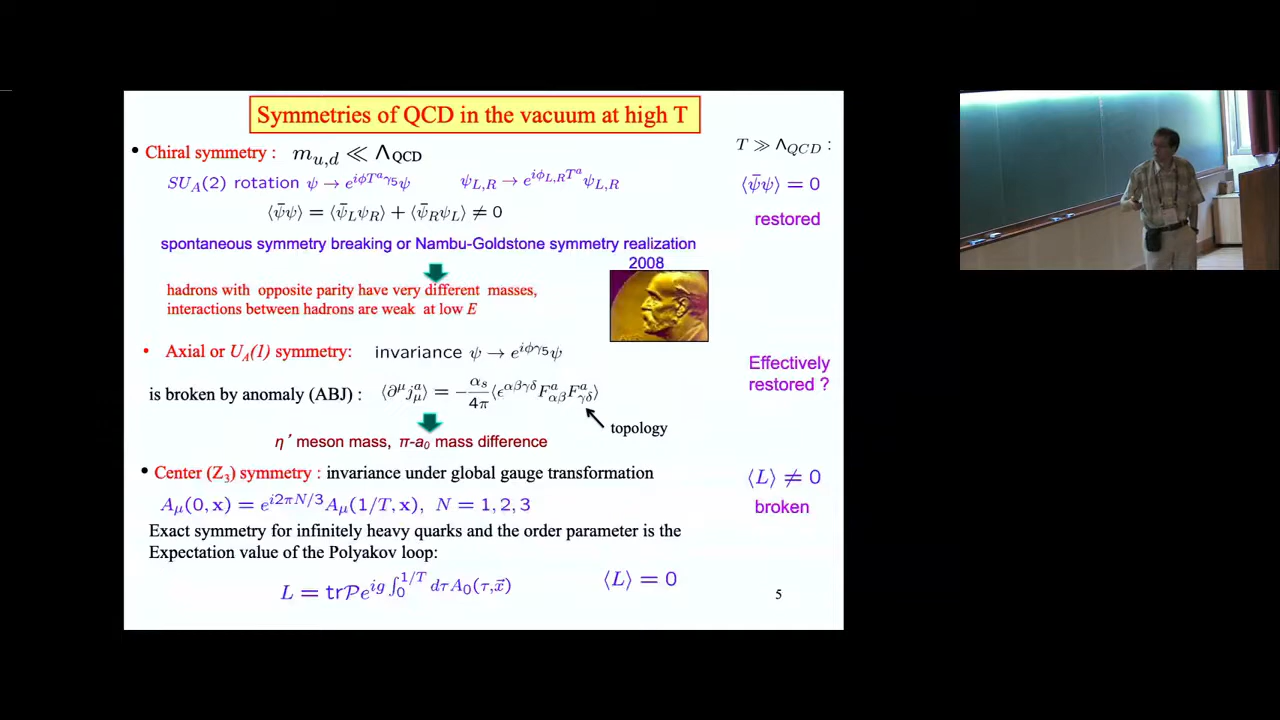 Symmetries of QCD in the vacuum at high T
• Chiral symmetry : m_{u,d} ≪ Λ_QCD
T ≫ Λ_QCD :
SU_A(2) rotation ψ → e^{iφT^aγ_5}ψ ψ_{L,R} → e^{iφ_{L,R}T^a}ψ_{L,R}
⟨ψ̄ψ⟩ = 0
⟨ψ̄ψ⟩ = ⟨ψ̄_Lψ_R⟩ + ⟨ψ̄_Rψ_L⟩ ≠ 0
restored
spontaneous symmetry breaking or Nambu-Goldstone symmetry realization
2008
hadrons with opposite parity have very different masses,
interactions between hadrons are weak at low E
• Axial or U_A(1) symmetry: invariance ψ → e^{iφγ_5}ψ
Effectively
restored ?
is broken by anomaly (ABJ) : ⟨∂^μ j^a_μ⟩ = −α_s/4π ⟨ϵ^{αβγδ}F^a_{αβ}F^a_{γδ}⟩
topology
η´ meson mass, π-a_0 mass difference
• Center (Z_3) symmetry : invariance under global gauge transformation
⟨L⟩ ≠ 0
A_μ(0, x) = e^{i2πN/3}A_μ(1/T, x), N = 1, 2, 3
broken
Exact symmetry for infinitely heavy quarks and the order parameter is the
Expectation value of the Polyakov loop:
L = tr𝒫e^{ig ∫_0^{1/T} dτA_0(τ,x⃗)} ⟨L⟩ = 0
5